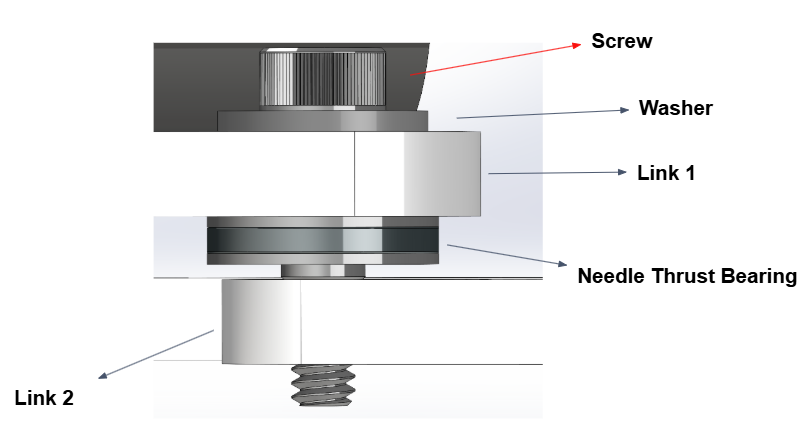 Screw
Washer
Link 1
Needle Thrust Bearing
Link 2